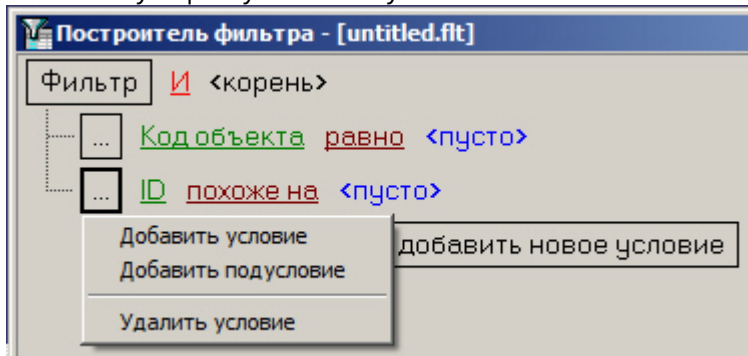 Построитель фильтра - [untitled.flt]
Фильтр И <корень>
... Код объекта равно <пусто>
... ID похоже на <пусто>
Добавить условие
добавить новое условие
Добавить подусловие
Удалить условие